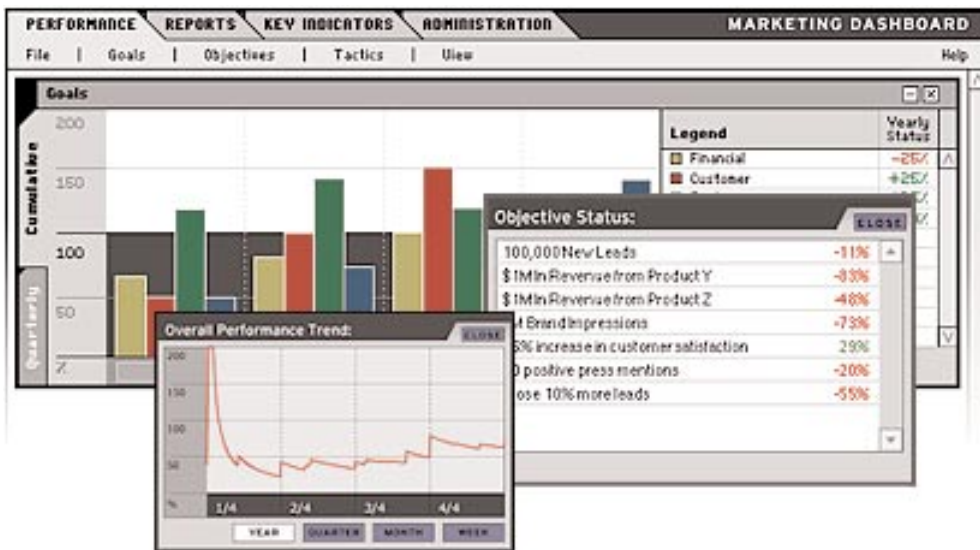 PERFORMANCE REPORTS KEY INDICATORS ADMINISTRATION MARKETING DASHBOARD
File | Goals | Objectives | Tactics | View Help
Goals
Cumulative
Quarterly
200
150
100
50
%
Legend Yearly Status
Financial -25%
Customer +25%
Objective Status: CLOSE
100,000 New Leads -11%
$1M In Revenue from Product Y -83%
$1M In Revenue from Product Z -48%
Brand Impressions -73%
% increase in customer satisfaction 29%
positive press mentions -20%
10% more leads -55%
Overall Performance Trend: CLOSE
200
150
100
50
%
1/4 2/4 3/4 4/4
YEAR QUARTER MONTH WEEK